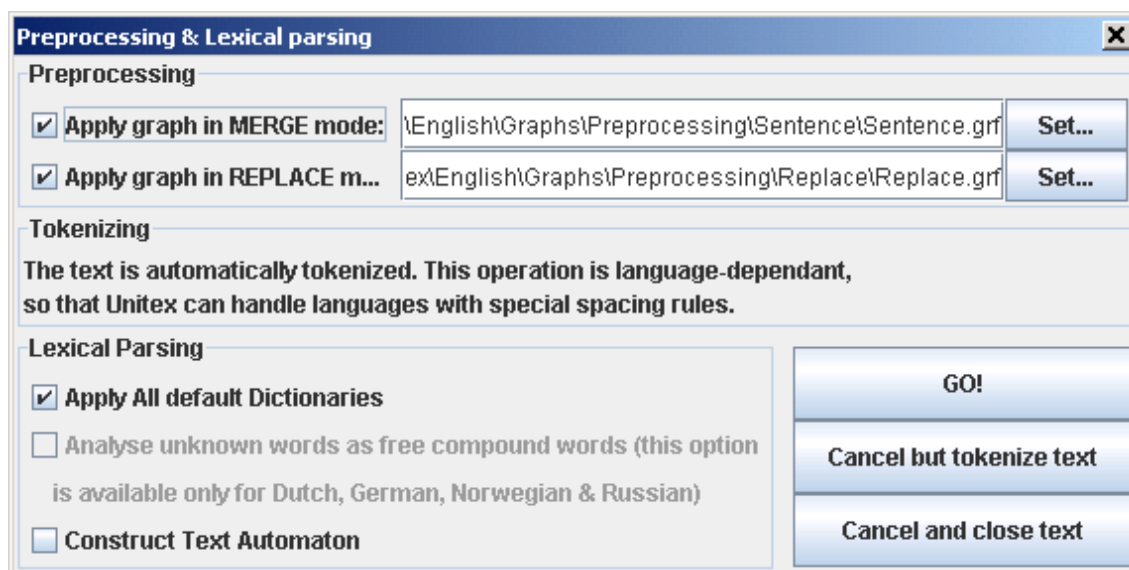 Preprocessing & Lexical parsing
Preprocessing
Apply graph in MERGE mode: \English\Graphs\Preprocessing\Sentence\Sentence.grf Set...
Apply graph in REPLACE m... ex\English\Graphs\Preprocessing\Replace\Replace.grf Set...
Tokenizing
The text is automatically tokenized. This operation is language-dependant,
so that Unitex can handle languages with special spacing rules.
Lexical Parsing
Apply All default Dictionaries
Analyse unknown words as free compound words (this option
is available only for Dutch, German, Norwegian & Russian)
Construct Text Automaton
GO!
Cancel but tokenize text
Cancel and close text